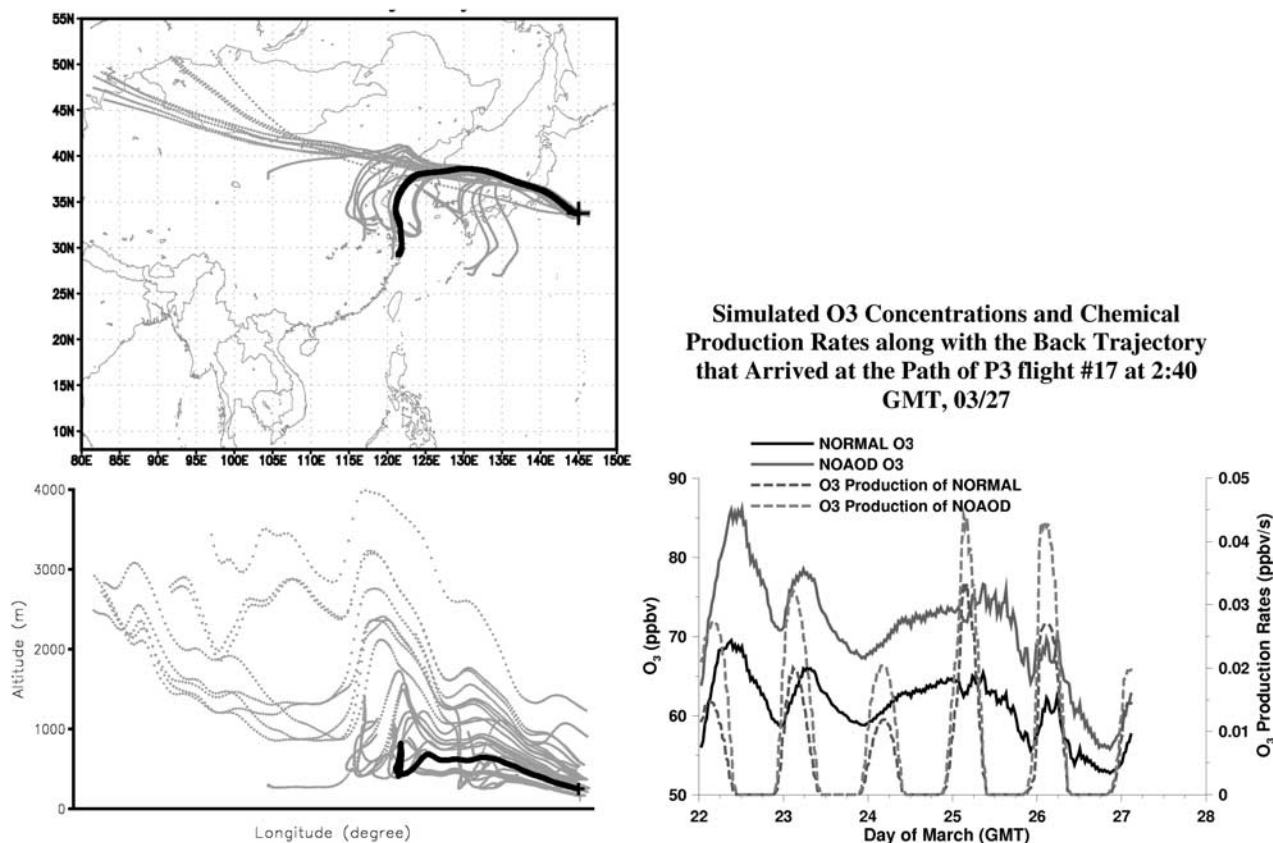 55N
50N
45N
40N
35N
30N
25N
20N
15N
10N
80E 85E 90E 95E 100E 105E 110E 115E 120E 125E 130E 135E 140E 145E 150E
4000
3000
2000
1000
0
Altitude (m)
Longitude (degree)
Simulated O3 Concentrations and Chemical
Production Rates along with the Back Trajectory
that Arrived at the Path of P3 flight #17 at 2:40
GMT, 03/27
NORMAL O3
NOAOD O3
O3 Production of NORMAL
O3 Production of NOAOD
90
80
70
60
50
O₃ (ppbv)
0.05
0.04
0.03
0.02
0.01
0
O₃ Production Rates (ppbv/s)
22 23 24 25 26 27 28
Day of March (GMT)